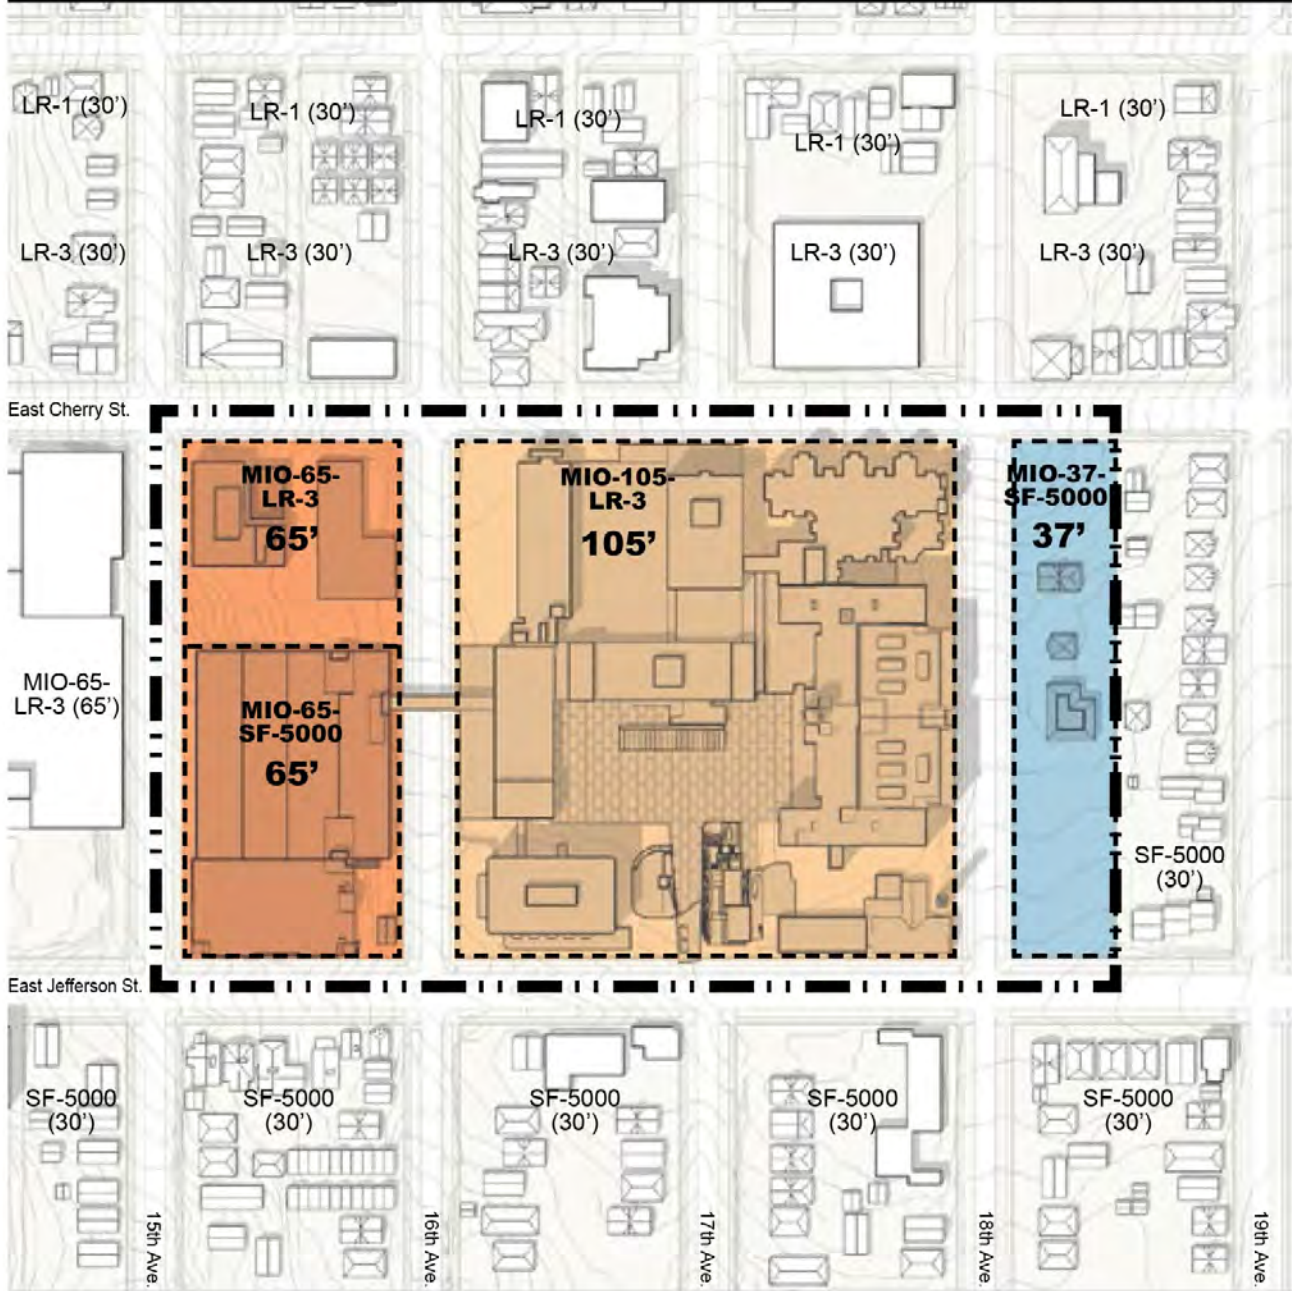 LR-1 (30')
LR-1 (30')
LR-1 (30')
LR-1 (30')
LR-1 (30')
LR-3 (30')
LR-3 (30')
LR-3 (30')
LR-3 (30')
LR-3 (30')
East Cherry St.
MIO-65-
LR-3
65'
MIO-105-
LR-3
105'
MIO-37-
SF-5000
37'
MIO-65-
LR-3 (65')
MIO-65-
SF-5000
65'
SF-5000
(30')
East Jefferson St.
SF-5000
(30')
SF-5000
(30')
SF-5000
(30')
SF-5000
(30')
SF-5000
(30')
15th Ave.
16th Ave.
17th Ave.
18th Ave.
19th Ave.